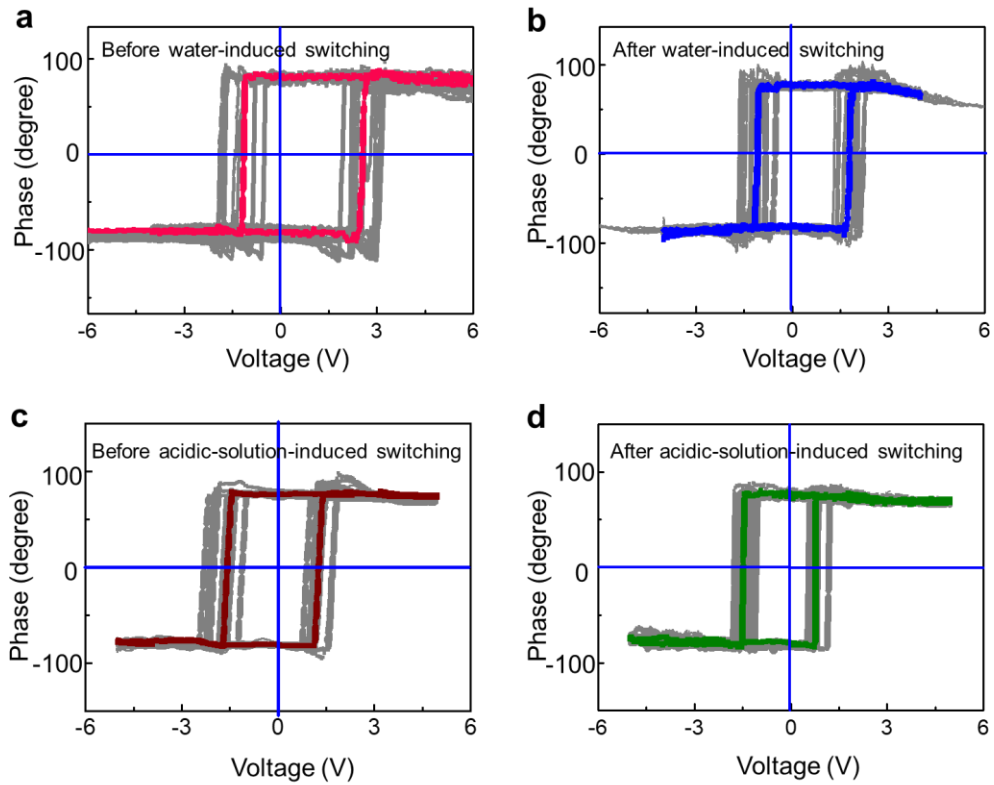 a
Before water-induced switching
100
0
-100
Phase (degree)
-6 -3 0 3 6
Voltage (V)
b
After water-induced switching
100
0
-100
Phase (degree)
-6 -3 0 3 6
Voltage (V)
c
Before acidic-solution-induced switching
100
0
-100
Phase (degree)
-6 -3 0 3 6
Voltage (V)
d
After acidic-solution-induced switching
100
0
-100
Phase (degree)
-6 -3 0 3 6
Voltage (V)